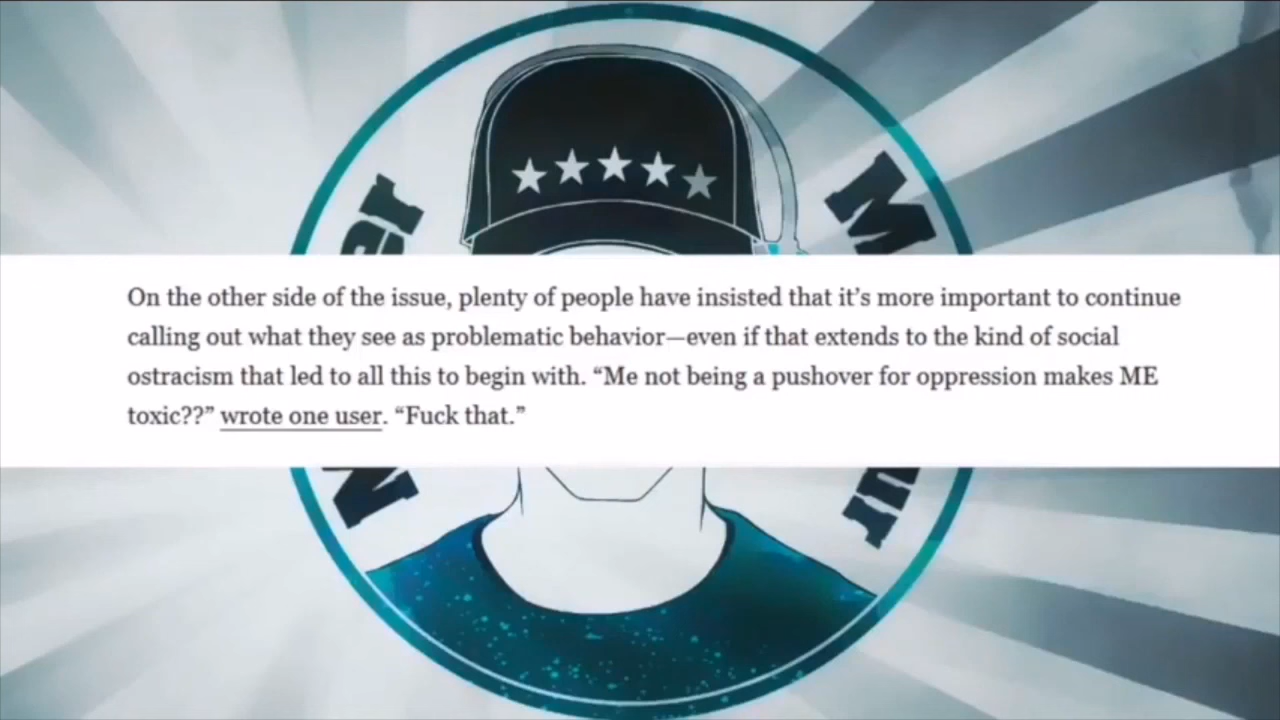 On the other side of the issue, plenty of people have insisted that it’s more important to continue
calling out what they see as problematic behavior—even if that extends to the kind of social
ostracism that led to all this to begin with. “Me not being a pushover for oppression makes ME
toxic??” wrote one user. “Fuck that.”